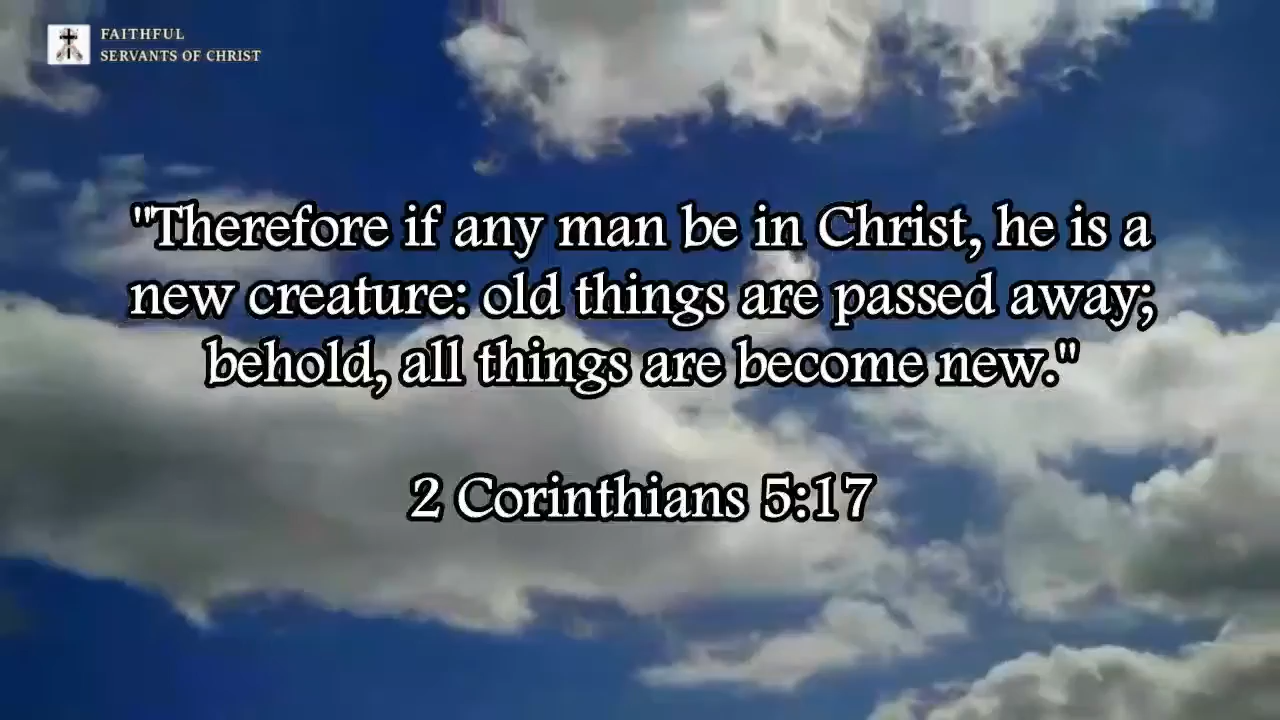 FAITHFUL
SERVANTS OF CHRIST
"Therefore if any man be in Christ, he is a
new creature: old things are passed away;
behold, all things are become new."
2 Corinthians 5:17